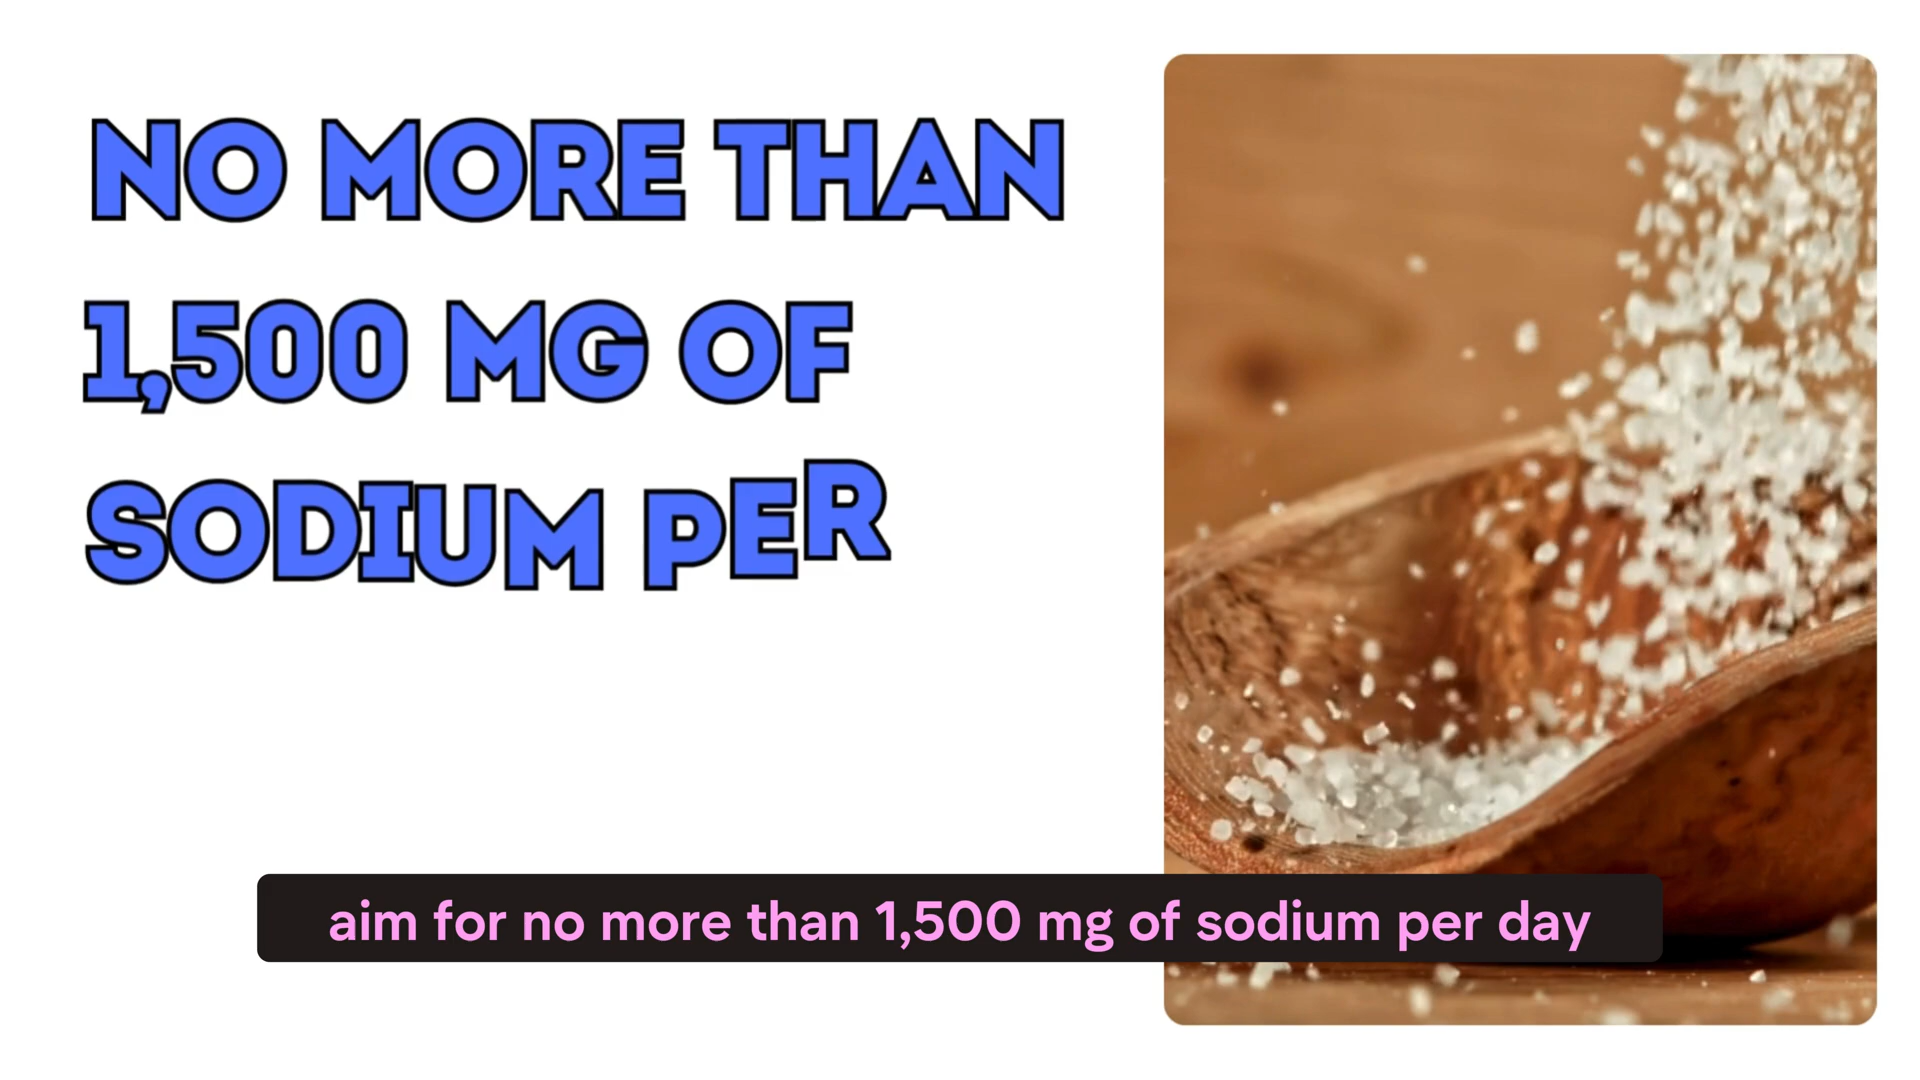 NO MORE THAN
1,500 MG OF
SODIUM PER
aim for no more than 1,500 mg of sodium per day